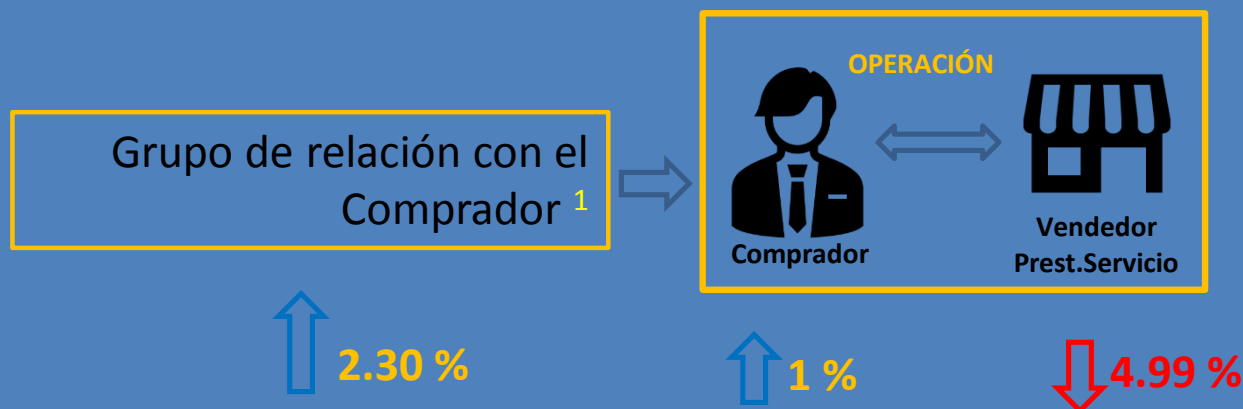 Grupo de relación con el
Comprador ¹
OPERACIÓN
Comprador
Vendedor
Prest.Servicio
2.30 %
1 %
4.99 %